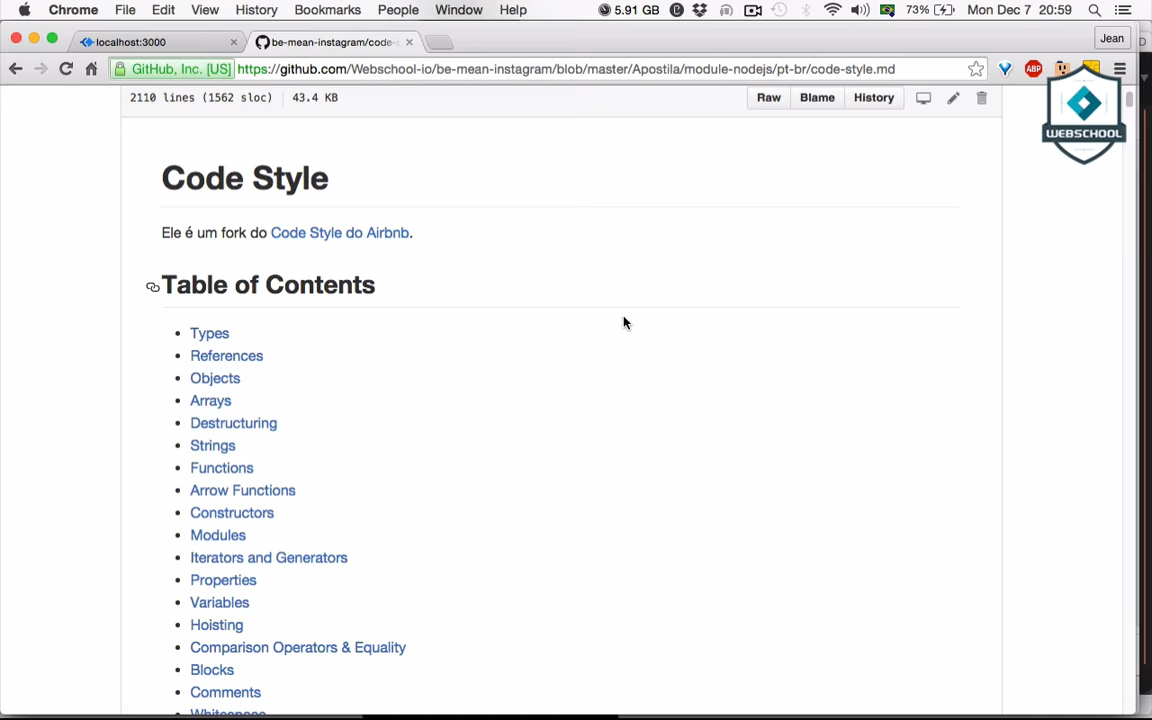 Chrome File Edit View History Bookmarks People Window Help 5.91 GB 73% Mon Dec 7 20:59
localhost:3000 be-mean-instagram/code- Jean
GitHub, Inc. [US] https://github.com/Webschool-io/be-mean-instagram/blob/master/Apostila/module-nodejs/pt-br/code-style.md ABP
2110 lines (1562 sloc) 43.4 KB Raw Blame History
WEBSCHOOL
Code Style
Ele é um fork do Code Style do Airbnb.
Table of Contents
Types
References
Objects
Arrays
Destructuring
Strings
Functions
Arrow Functions
Constructors
Modules
Iterators and Generators
Properties
Variables
Hoisting
Comparison Operators & Equality
Blocks
Comments
Whitespace